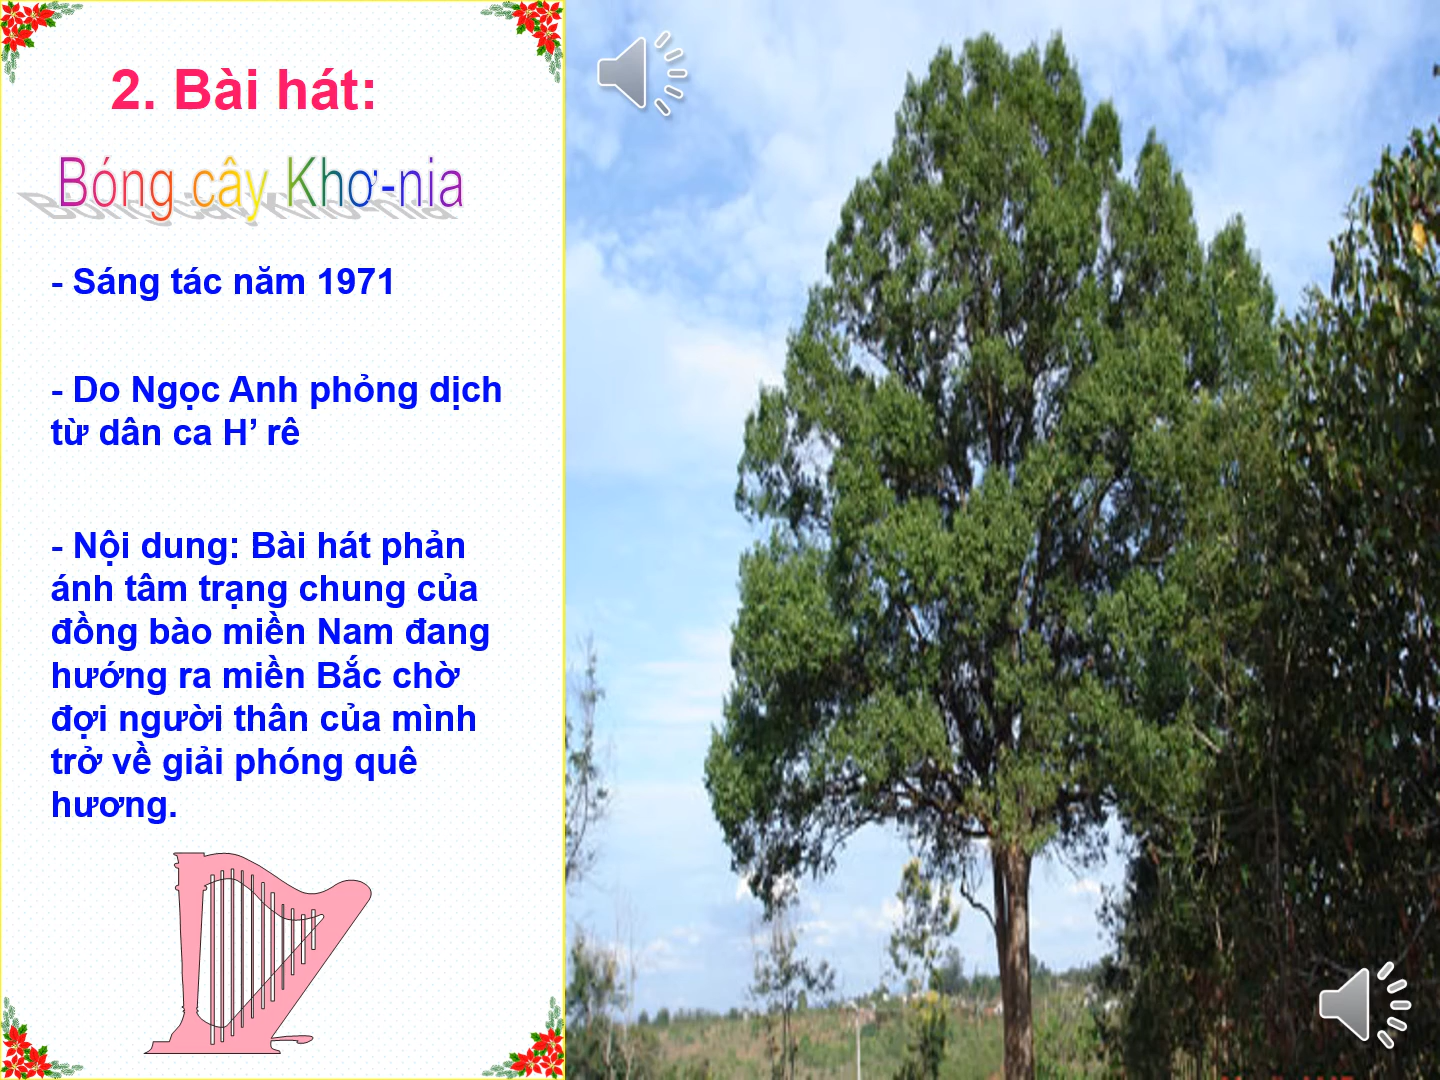 2. Bài hát:
Bóng cây Khơ-nia
- Sáng tác năm 1971
- Do Ngọc Anh phỏng dịch
từ dân ca H’ rê
- Nội dung: Bài hát phản
ánh tâm trạng chung của
đồng bào miền Nam đang
hướng ra miền Bắc chờ
đợi người thân của mình
trở về giải phóng quê
hương.